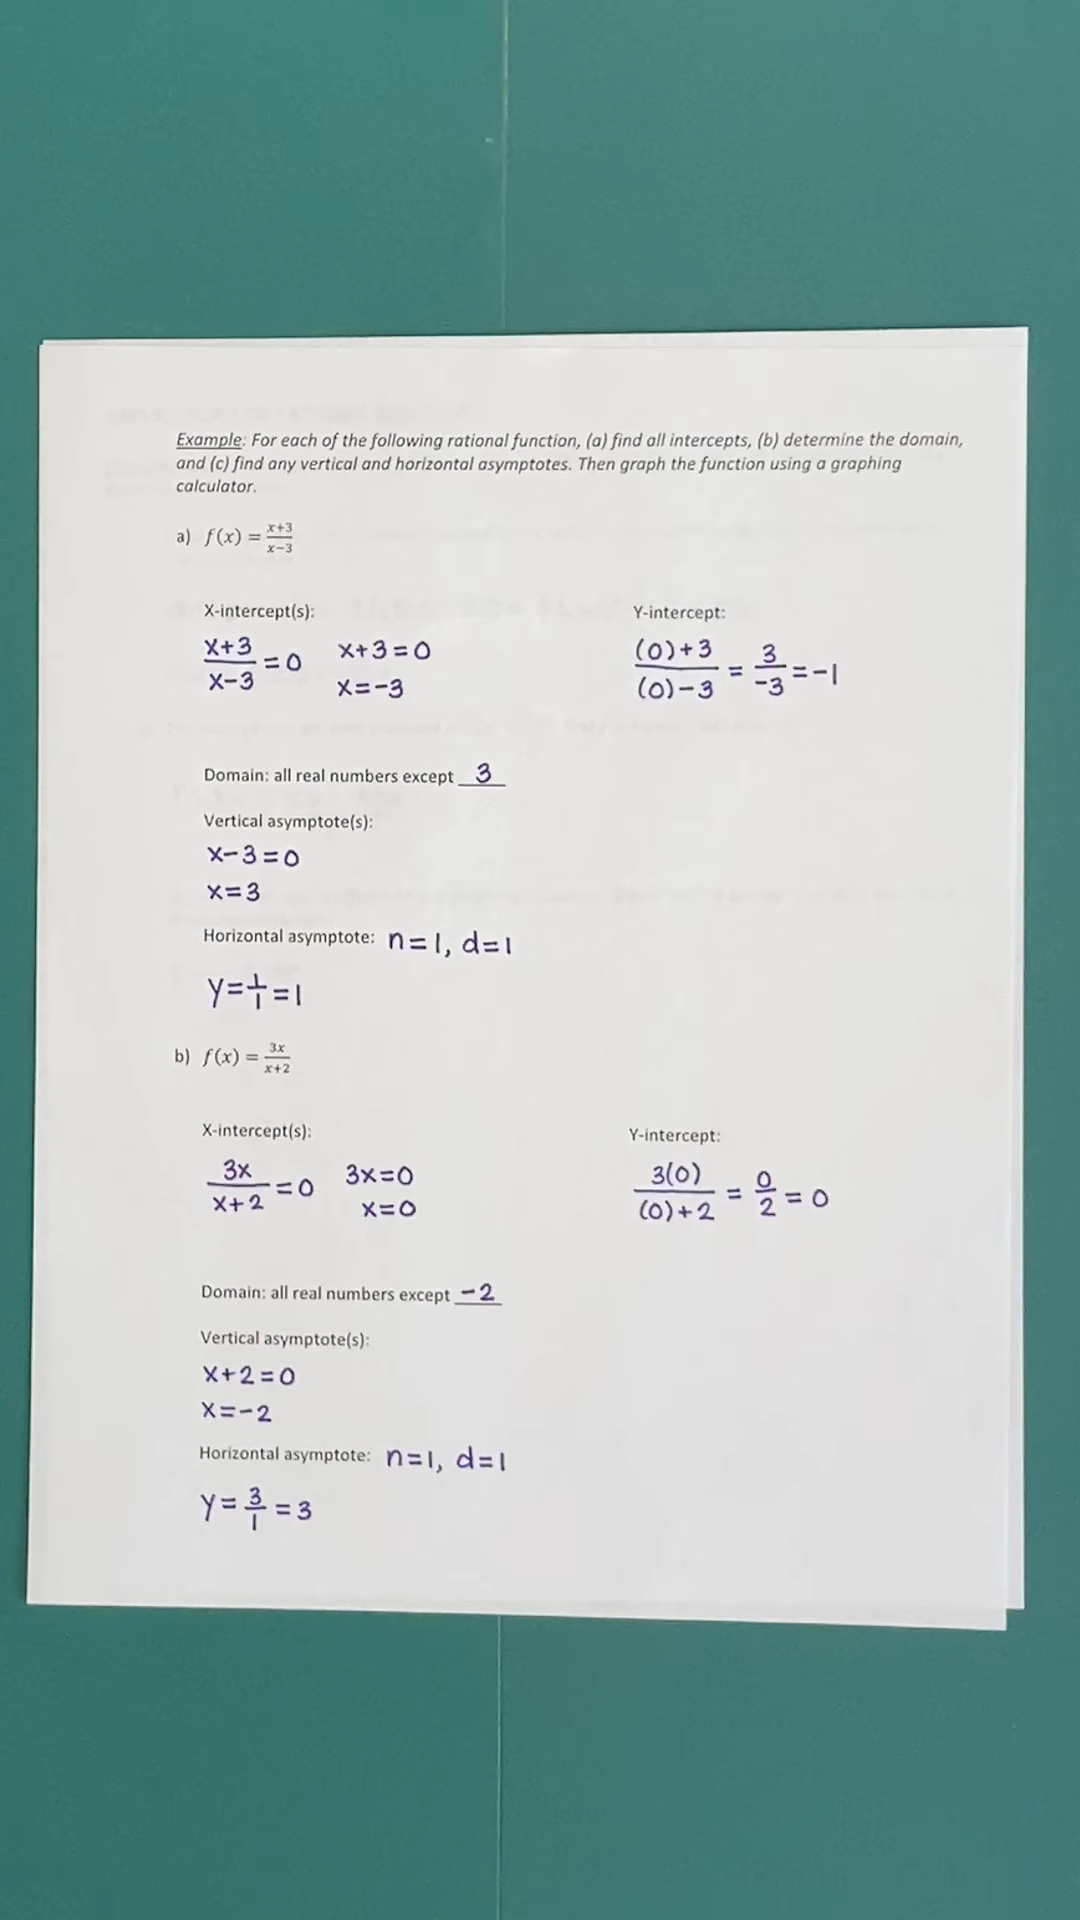 Example: For each of the following rational function, (a) find all intercepts, (b) determine the domain,
and (c) find any vertical and horizontal asymptotes. Then graph the function using a graphing
calculator.
a) f(x) = x+3/x−3
X-intercept(s): Y-intercept:
x+3/x−3 = 0 x+3=0 (0)+3/(0)−3 = 3/−3 = −1
x=−3
Domain: all real numbers except 3
Vertical asymptote(s):
x−3=0
x=3
Horizontal asymptote: n=1, d=1
y=1/1=1
b) f(x) = 3x/x+2
X-intercept(s): Y-intercept:
3x/x+2 = 0 3x=0 3(0)/(0)+2 = 0/2 = 0
x=0
Domain: all real numbers except −2
Vertical asymptote(s):
x+2=0
x=−2
Horizontal asymptote: n=1, d=1
y=3/1=3